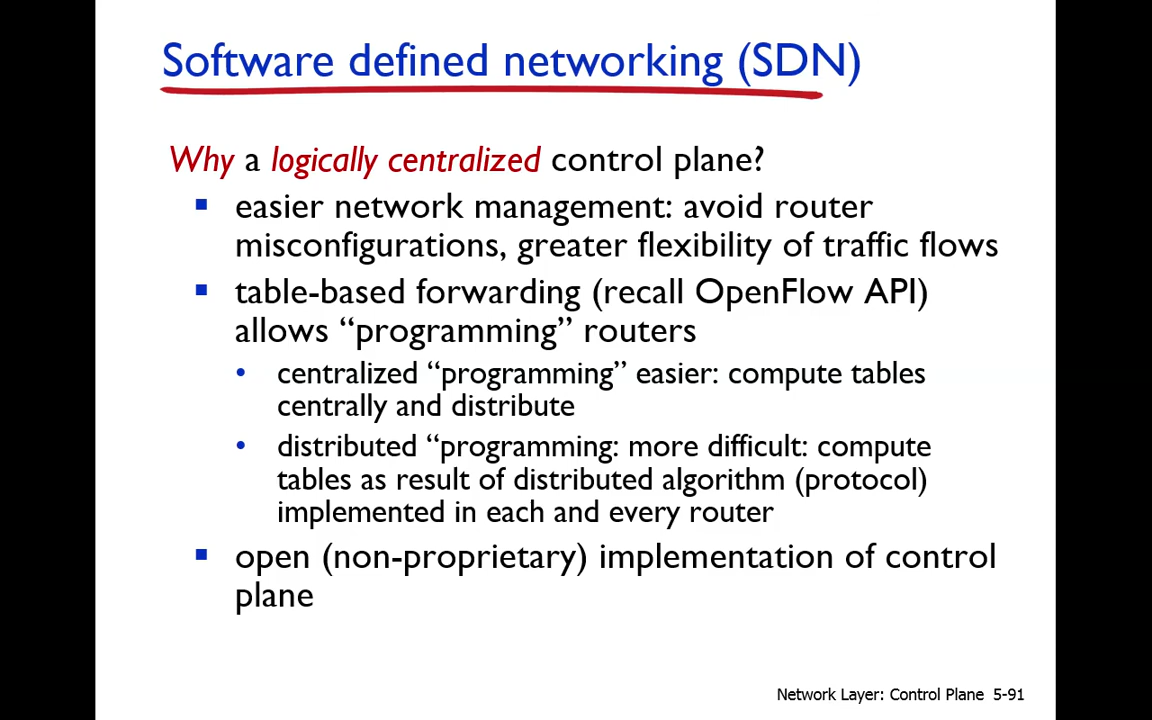 Software defined networking (SDN)
Why a logically centralized control plane?
easier network management: avoid router
misconfigurations, greater flexibility of traffic flows
table-based forwarding (recall OpenFlow API)
allows “programming” routers
centralized “programming” easier: compute tables
centrally and distribute
distributed “programming: more difficult: compute
tables as result of distributed algorithm (protocol)
implemented in each and every router
open (non-proprietary) implementation of control
plane
Network Layer: Control Plane 5-91